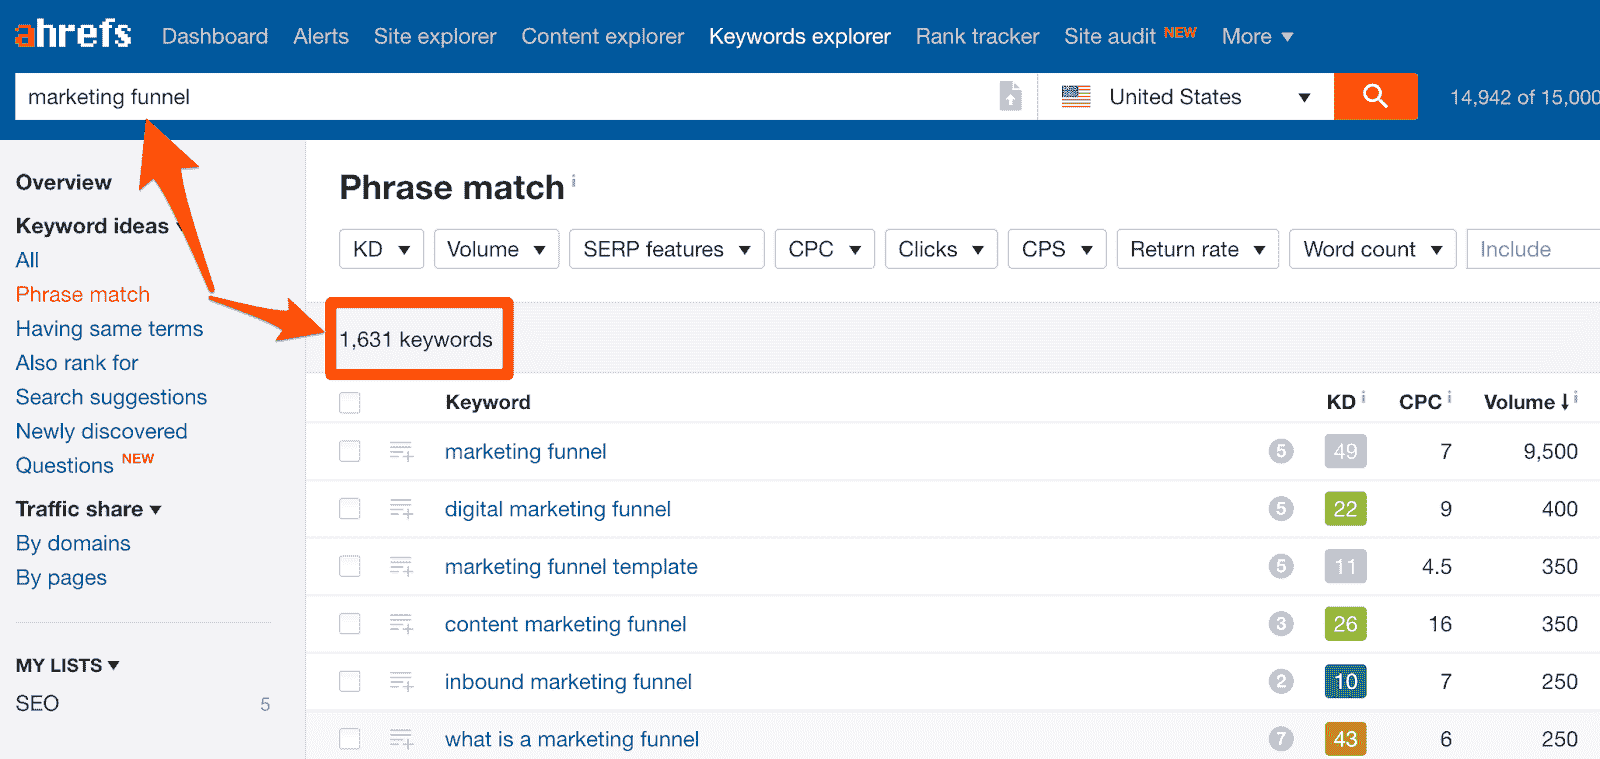 ahrefs Dashboard Alerts Site explorer Content explorer Keywords explorer Rank tracker Site audit NEW More
marketing funnel United States 14,942 of 15,000
Overview
Keyword ideas
All
Phrase match
Having same terms
Also rank for
Search suggestions
Newly discovered
Questions NEW
Traffic share
By domains
By pages
MY LISTS
SEO 5
Phrase match i
KD Volume SERP features CPC Clicks CPS Return rate Word count Include
1,631 keywords
Keyword KD i CPC i Volume i
marketing funnel 5 49 7 9,500
digital marketing funnel 5 22 9 400
marketing funnel template 5 11 4.5 350
content marketing funnel 3 26 16 350
inbound marketing funnel 2 10 7 250
what is a marketing funnel 7 43 6 250